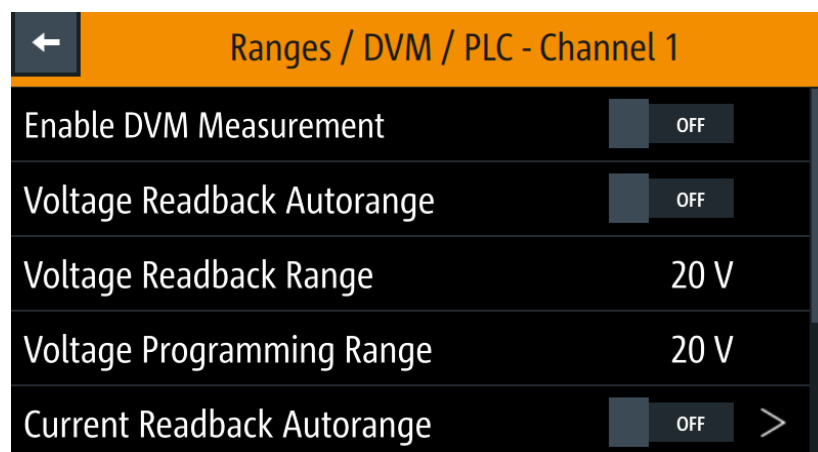 Ranges / DVM / PLC - Channel 1
Enable DVM Measurement OFF
Voltage Readback Autorange OFF
Voltage Readback Range 20 V
Voltage Programming Range 20 V
Current Readback Autorange OFF >